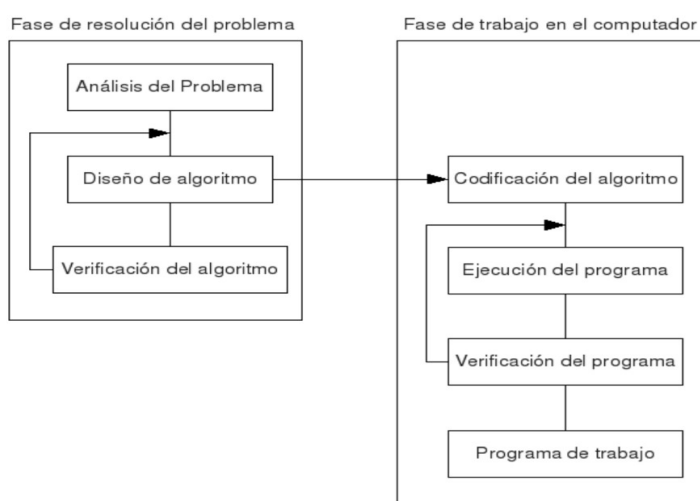 Fase de resolución del problema
Análisis del Problema
Diseño de algoritmo
Verificación del algoritmo
Fase de trabajo en el computador
Codificación del algoritmo
Ejecución del programa
Verificación del programa
Programa de trabajo